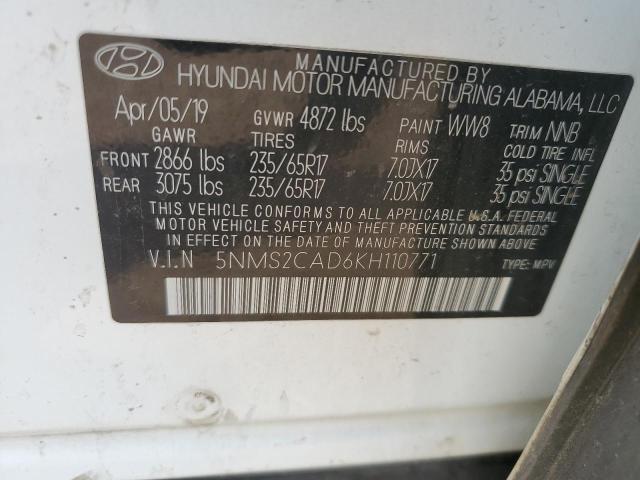 MANUFACTURED BY
HYUNDAI MOTOR MANUFACTURING ALABAMA, LLC
Apr/05/19 GVWR 4872 lbs PAINT WW8 TRIM NNB
GAWR TIRES RIMS COLD TIRE INFL
FRONT 2866 lbs 235/65R17 7.0JX17 35 psi SINGLE
REAR 3075 lbs 235/65R17 7.0JX17 35 psi SINGLE
THIS VEHICLE CONFORMS TO ALL APPLICABLE U.S.A. FEDERAL
MOTOR VEHICLE SAFETY AND THEFT PREVENTION STANDARDS
IN EFFECT ON THE DATE OF MANUFACTURE SHOWN ABOVE.
V.I.N 5NMS2CAD6KH110771 TYPE: MPV